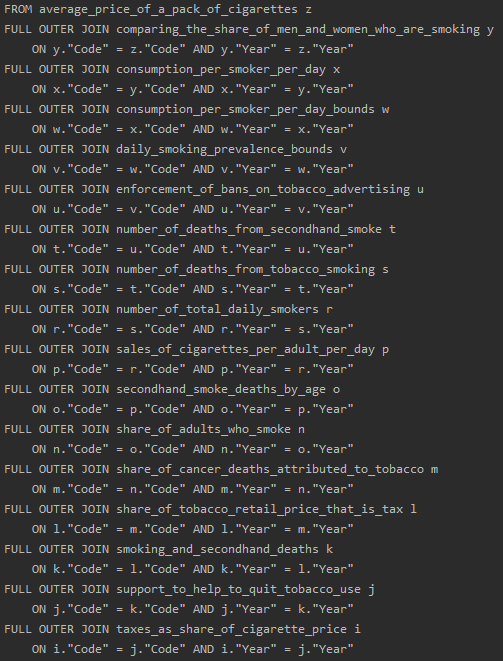 FROM average_price_of_a_pack_of_cigarettes z
FULL OUTER JOIN comparing_the_share_of_men_and_women_who_are_smoking y
ON y."Code" = z."Code" AND y."Year" = z."Year"
FULL OUTER JOIN consumption_per_smoker_per_day x
ON x."Code" = y."Code" AND x."Year" = y."Year"
FULL OUTER JOIN consumption_per_smoker_per_day_bounds w
ON w."Code" = x."Code" AND w."Year" = x."Year"
FULL OUTER JOIN daily_smoking_prevalence_bounds v
ON v."Code" = w."Code" AND v."Year" = w."Year"
FULL OUTER JOIN enforcement_of_bans_on_tobacco_advertising u
ON u."Code" = v."Code" AND u."Year" = v."Year"
FULL OUTER JOIN number_of_deaths_from_secondhand_smoke t
ON t."Code" = u."Code" AND t."Year" = u."Year"
FULL OUTER JOIN number_of_deaths_from_tobacco_smoking s
ON s."Code" = t."Code" AND s."Year" = t."Year"
FULL OUTER JOIN number_of_total_daily_smokers r
ON r."Code" = s."Code" AND r."Year" = s."Year"
FULL OUTER JOIN sales_of_cigarettes_per_adult_per_day p
ON p."Code" = r."Code" AND p."Year" = r."Year"
FULL OUTER JOIN secondhand_smoke_deaths_by_age o
ON o."Code" = p."Code" AND o."Year" = p."Year"
FULL OUTER JOIN share_of_adults_who_smoke n
ON n."Code" = o."Code" AND n."Year" = o."Year"
FULL OUTER JOIN share_of_cancer_deaths_attributed_to_tobacco m
ON m."Code" = n."Code" AND m."Year" = n."Year"
FULL OUTER JOIN share_of_tobacco_retail_price_that_is_tax l
ON l."Code" = m."Code" AND l."Year" = m."Year"
FULL OUTER JOIN smoking_and_secondhand_deaths k
ON k."Code" = l."Code" AND k."Year" = l."Year"
FULL OUTER JOIN support_to_help_to_quit_tobacco_use j
ON j."Code" = k."Code" AND j."Year" = k."Year"
FULL OUTER JOIN taxes_as_share_of_cigarette_price i
ON i."Code" = j."Code" AND i."Year" = j."Year"